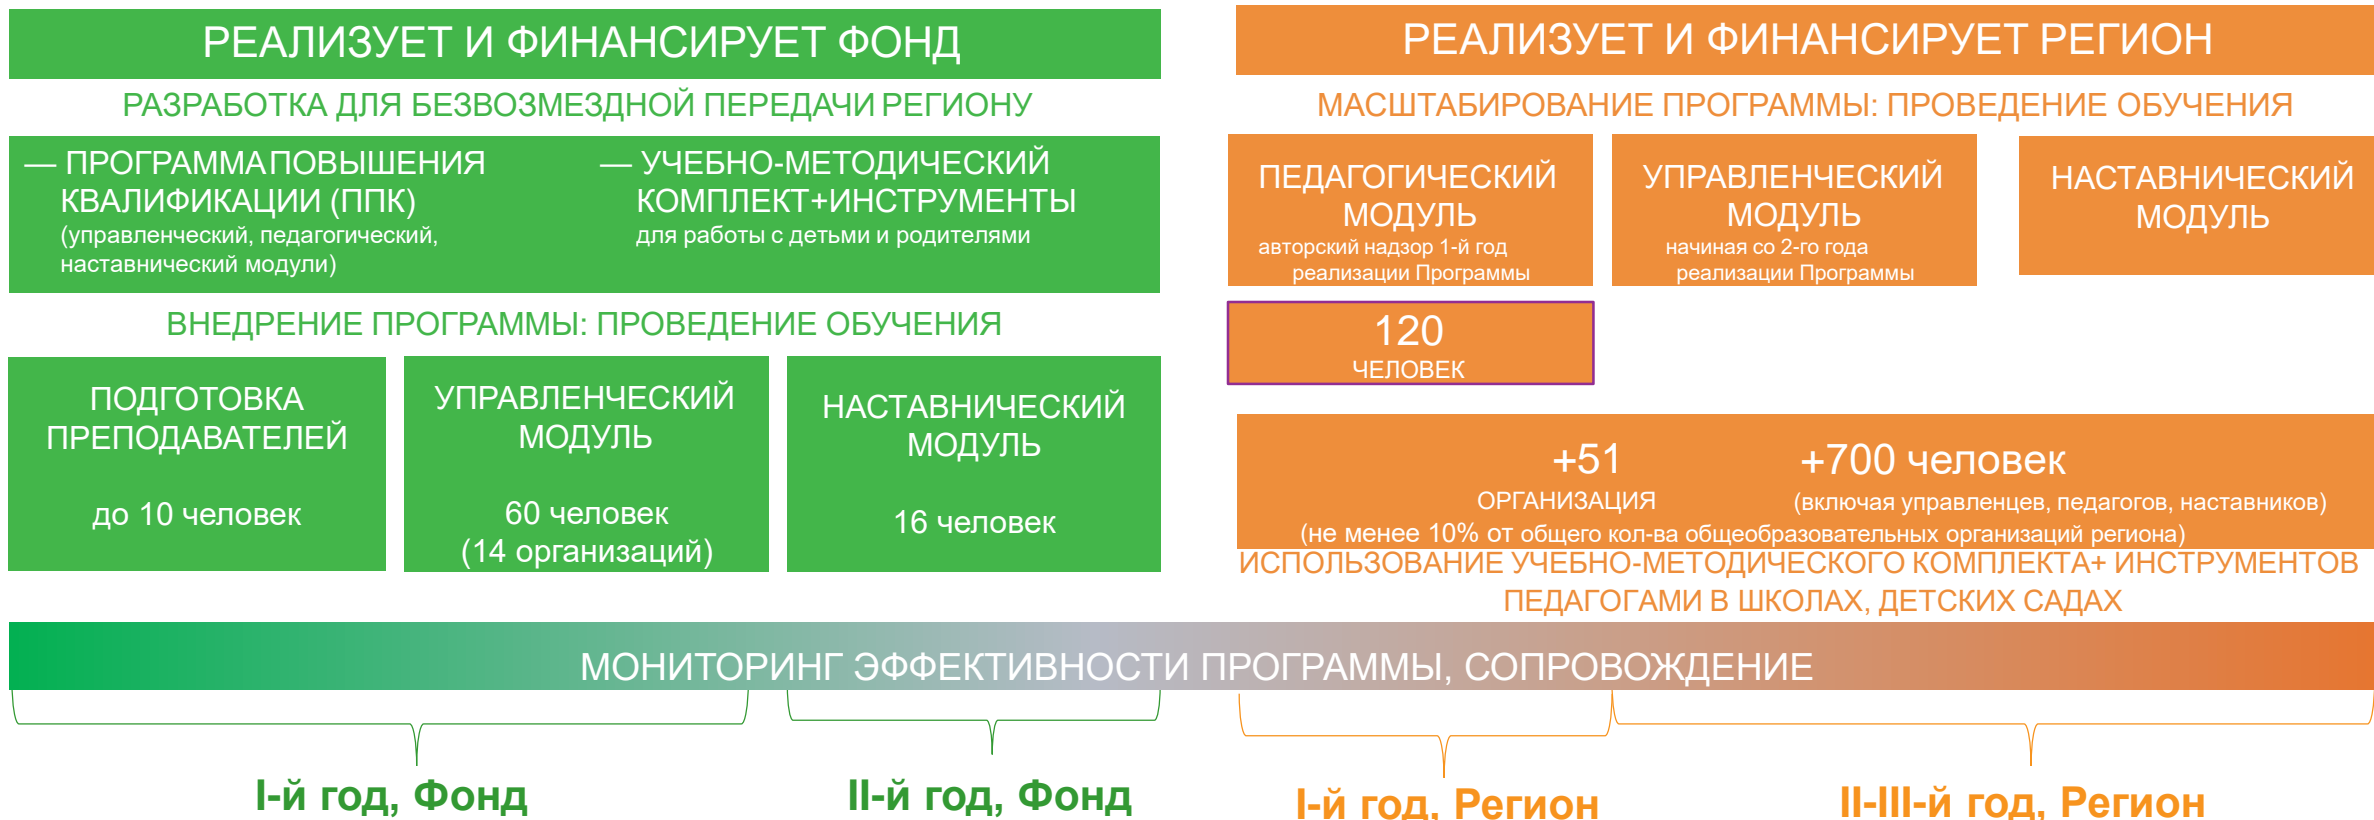 РЕАЛИЗУЕТ И ФИНАНСИРУЕТ ФОНД
РАЗРАБОТКА ДЛЯ БЕЗВОЗМЕЗДНОЙ ПЕРЕДАЧИ РЕГИОНУ
— ПРОГРАММА ПОВЫШЕНИЯ
КВАЛИФИКАЦИИ (ППК)
(управленческий, педагогический,
наставнический модули)
— УЧЕБНО-МЕТОДИЧЕСКИЙ
КОМПЛЕКТ+ИНСТРУМЕНТЫ
для работы с детьми и родителями
ВНЕДРЕНИЕ ПРОГРАММЫ: ПРОВЕДЕНИЕ ОБУЧЕНИЯ
ПОДГОТОВКА
ПРЕПОДАВАТЕЛЕЙ
до 10 человек
УПРАВЛЕНЧЕСКИЙ
МОДУЛЬ
60 человек
(14 организаций)
НАСТАВНИЧЕСКИЙ
МОДУЛЬ
16 человек
РЕАЛИЗУЕТ И ФИНАНСИРУЕТ РЕГИОН
МАСШТАБИРОВАНИЕ ПРОГРАММЫ: ПРОВЕДЕНИЕ ОБУЧЕНИЯ
ПЕДАГОГИЧЕСКИЙ
МОДУЛЬ
авторский надзор 1-й год
реализации Программы
УПРАВЛЕНЧЕСКИЙ
МОДУЛЬ
начиная со 2-го года
реализации Программы
НАСТАВНИЧЕСКИЙ
МОДУЛЬ
120
ЧЕЛОВЕК
+51
ОРГАНИЗАЦИЯ
+700 человек
(включая управленцев, педагогов, наставников)
(не менее 10% от общего кол-ва общеобразовательных организаций региона)
ИСПОЛЬЗОВАНИЕ УЧЕБНО-МЕТОДИЧЕСКОГО КОМПЛЕКТА+ ИНСТРУМЕНТОВ
ПЕДАГОГАМИ В ШКОЛАХ, ДЕТСКИХ САДАХ
МОНИТОРИНГ ЭФФЕКТИВНОСТИ ПРОГРАММЫ, СОПРОВОЖДЕНИЕ
I-й год, Фонд
II-й год, Фонд
I-й год, Регион
II-III-й год, Регион